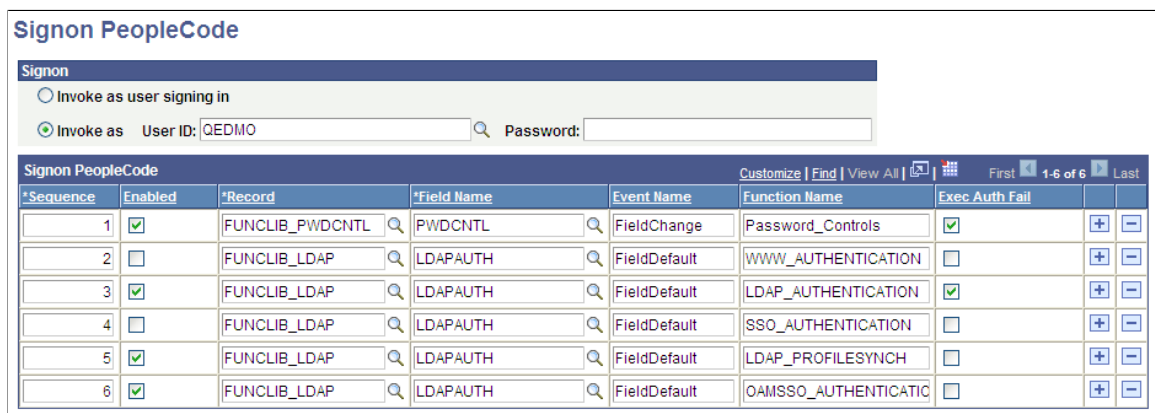 Signon PeopleCode
Signon
Invoke as user signing in
Invoke as User ID: QEDMO Password:
Signon PeopleCode Customize | Find | View All | | First 1-6 of 6 Last
*Sequence Enabled *Record *Field Name Event Name Function Name Exec Auth Fail
1 FUNCLIB_PWDCNTL PWDCNTL FieldChange Password_Controls
2 FUNCLIB_LDAP LDAPAUTH FieldDefault WWW_AUTHENTICATION
3 FUNCLIB_LDAP LDAPAUTH FieldDefault LDAP_AUTHENTICATION
4 FUNCLIB_LDAP LDAPAUTH FieldDefault SSO_AUTHENTICATION
5 FUNCLIB_LDAP LDAPAUTH FieldDefault LDAP_PROFILESYNCH
6 FUNCLIB_LDAP LDAPAUTH FieldDefault OAMSSO_AUTHENTICATIC